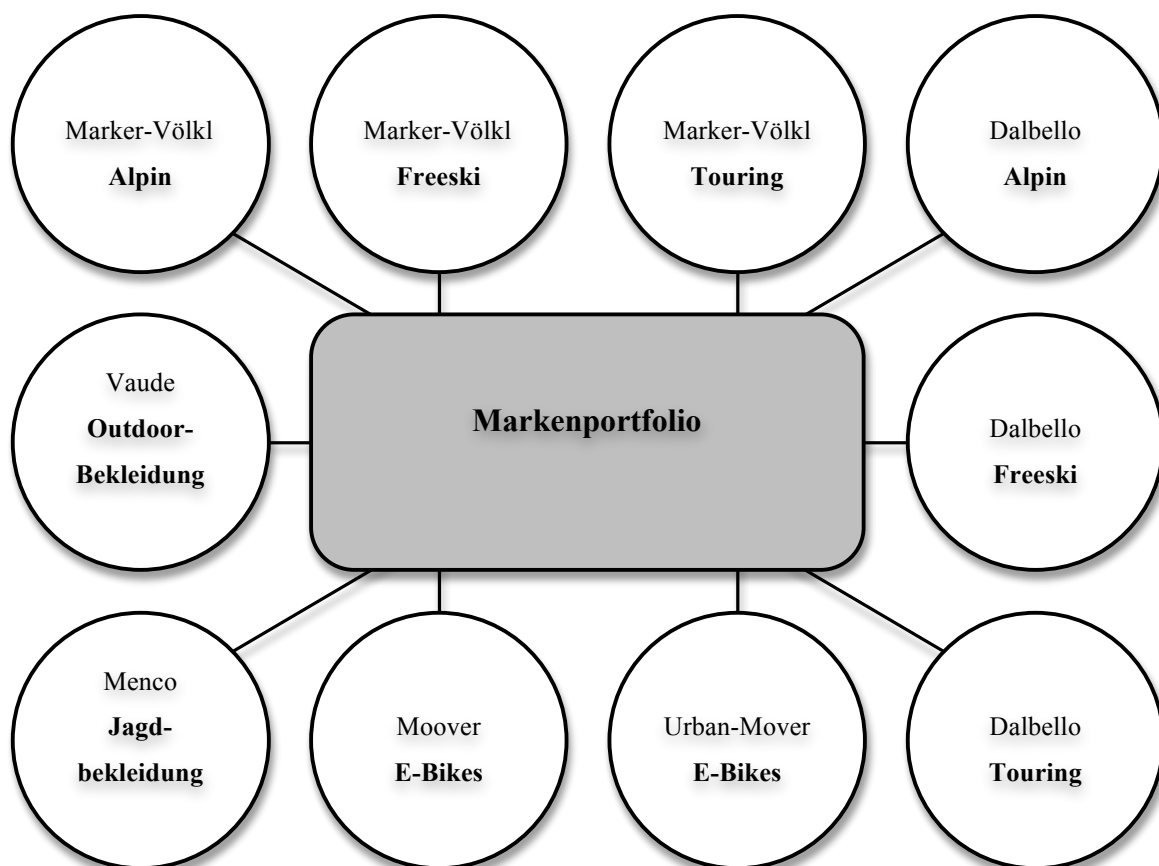 Marker-Völkl
Alpin
Marker-Völkl
Freeski
Marker-Völkl
Touring
Dalbello
Alpin
Vaude
Outdoor-
Bekleidung
Markenportfolio
Dalbello
Freeski
Menco
Jagd-
bekleidung
Moover
E-Bikes
Urban-Mover
E-Bikes
Dalbello
Touring